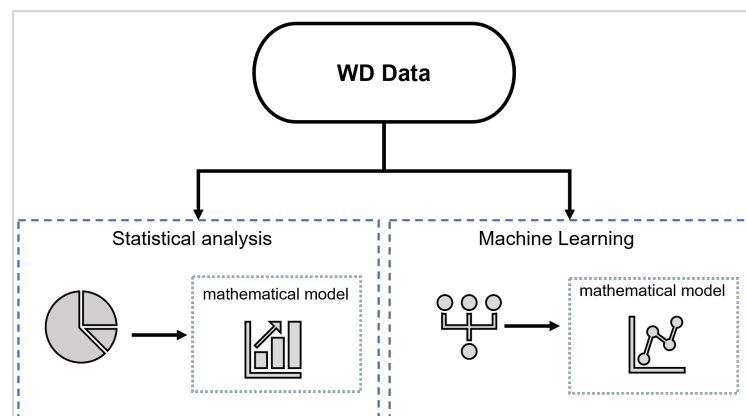 WD Data
Statistical analysis
Machine Learning
mathematical model
mathematical model